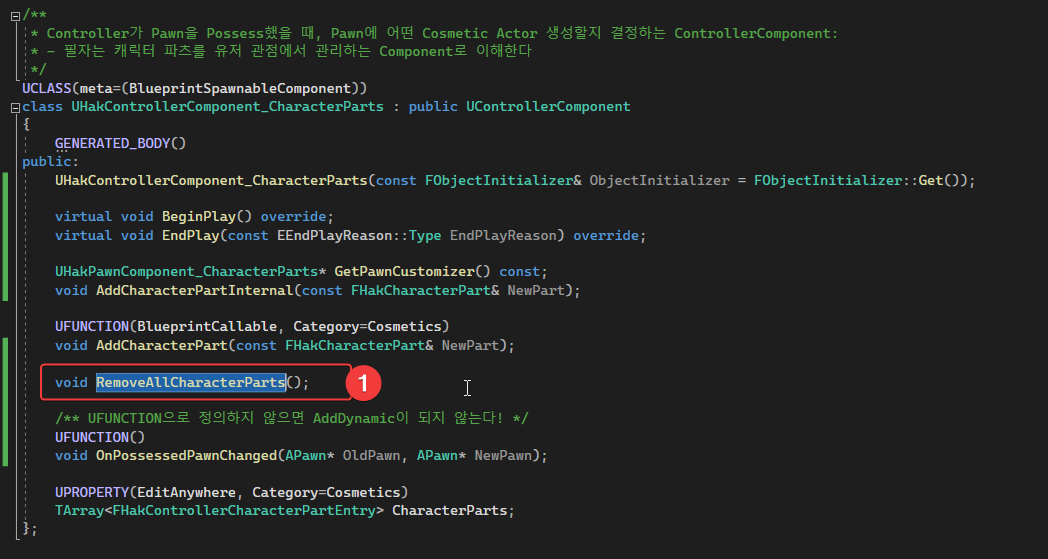 /**
* Controller가 Pawn을 Possess했을 때, Pawn에 어떤 Cosmetic Actor 생성할지 결정하는 ControllerComponent:
* - 필자는 캐릭터 파츠를 유저 관점에서 관리하는 Component로 이해한다
*/
UCLASS(meta=(BlueprintSpawnableComponent))
class UHakControllerComponent_CharacterParts : public UControllerComponent
{
GENERATED_BODY()
public:
UHakControllerComponent_CharacterParts(const FObjectInitializer& ObjectInitializer = FObjectInitializer::Get());
virtual void BeginPlay() override;
virtual void EndPlay(const EEndPlayReason::Type EndPlayReason) override;
UHakPawnComponent_CharacterParts* GetPawnCustomizer() const;
void AddCharacterPartInternal(const FHakCharacterPart& NewPart);
UFUNCTION(BlueprintCallable, Category=Cosmetics)
void AddCharacterPart(const FHakCharacterPart& NewPart);
void RemoveAllCharacterParts(); 1
/** UFUNCTION으로 정의하지 않으면 AddDynamic이 되지 않는다! */
UFUNCTION()
void OnPossessedPawnChanged(APawn* OldPawn, APawn* NewPawn);
UPROPERTY(EditAnywhere, Category=Cosmetics)
TArray<FHakControllerCharacterPartEntry> CharacterParts;
};